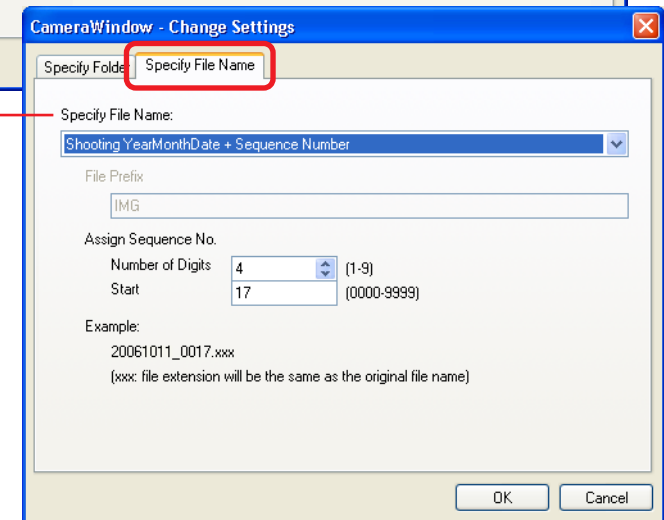 CameraWindow - Change Settings
Specify Folder Specify File Name
Specify File Name:
Shooting YearMonthDate + Sequence Number
File Prefix
IMG
Assign Sequence No.
Number of Digits 4 (1-9)
Start 17 (0000-9999)
Example:
20061011_0017.xxx
(xxx: file extension will be the same as the original file name)
OK Cancel